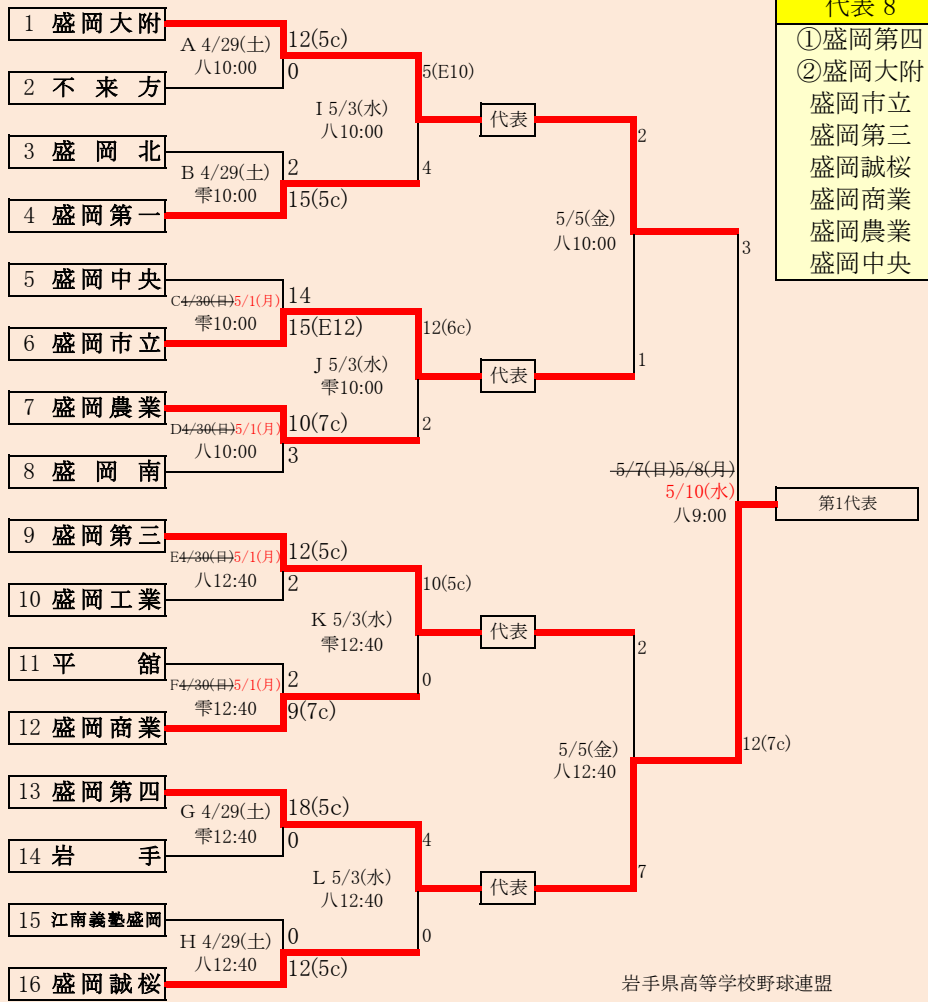 代表 8
①盛岡第四
②盛岡大附
盛岡市立
盛岡第三
盛岡誠桜
盛岡商業
盛岡農業
盛岡中央
1 盛岡大附
A 4/29(土)
八10:00
12(5c)
0
2 不来方
3 盛岡北
B 4/29(土)
雫10:00
2
15(5c)
4 盛岡第一
I 5/3(水)
八10:00
5(E10)
4
代表
5 盛岡中央
C4/30(日)5/1(月)
雫10:00
14
15(E12)
6 盛岡市立
7 盛岡農業
D4/30(日)5/1(月)
八10:00
10(7c)
3
8 盛岡南
J 5/3(水)
雫10:00
12(6c)
2
代表
5/5(金)
八10:00
2
1
9 盛岡第三
E4/30(日)5/1(月)
八12:40
12(5c)
2
10 盛岡工業
11 平舘
F4/30(日)5/1(月)
雫12:40
2
9(7c)
12 盛岡商業
K 5/3(水)
雫12:40
10(5c)
0
代表
13 盛岡第四
G 4/29(土)
雫12:40
18(5c)
0
14 岩手
15 江南義塾盛岡
H 4/29(土)
八12:40
0
12(5c)
16 盛岡誠桜
L 5/3(水)
八12:40
4
0
代表
5/5(金)
八12:40
2
7
5/7(日)5/8(月)
5/10(水)
八9:00
3
12(7c)
第1代表
岩手県高等学校野球連盟